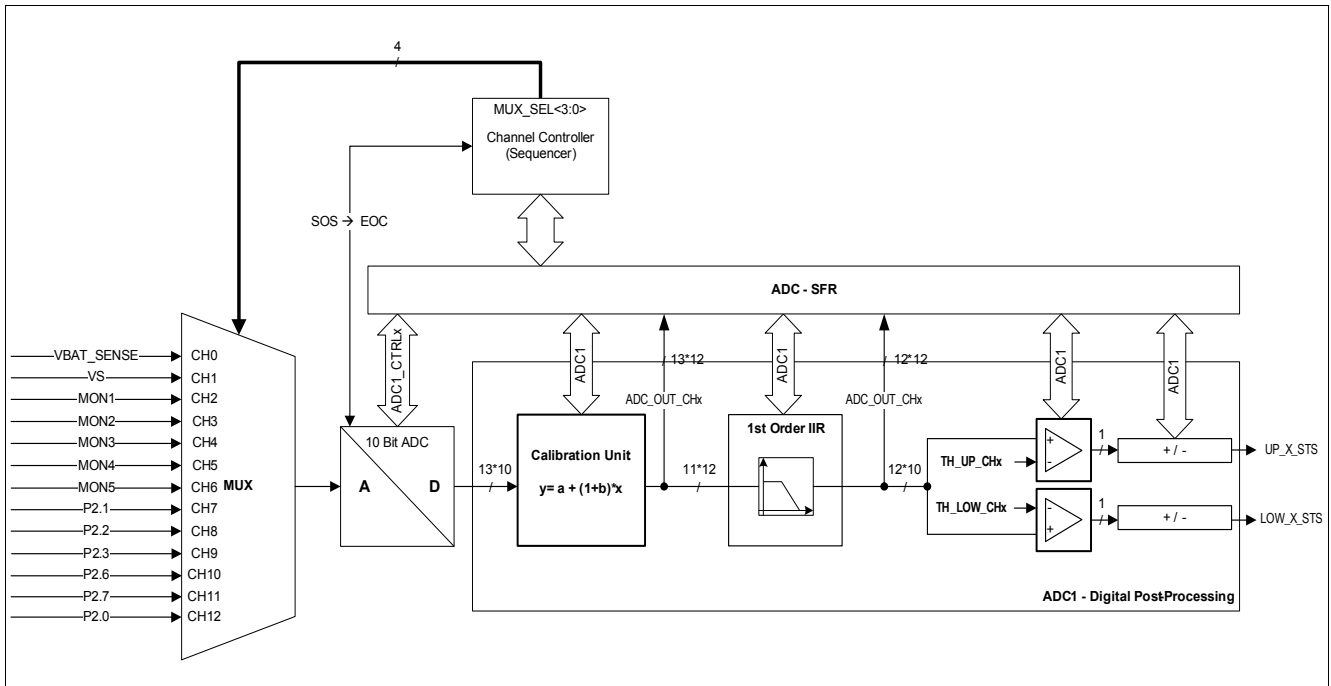 4
MUX_SEL<3:0>
Channel Controller
(Sequencer)
SOS → EOC
ADC - SFR
VBAT_SENSE
VS
MON1
MON2
MON3
MON4
MON5
P2.1
P2.2
P2.3
P2.6
P2.7
P2.0
CH0
CH1
CH2
CH3
CH4
CH5
CH6
CH7
CH8
CH9
CH10
CH11
CH12
MUX
ADC1_CTRLx
10 Bit ADC
A
D
13*10
ADC1
Calibration Unit
y= a + (1+b)*x
13*12
ADC_OUT_CHx
11*12
ADC1
1st Order IIR
12*12
ADC_OUT_CHx
12*10
ADC1
ADC1
TH_UP_CHx
+
-
1
+ / -
UP_X_STS
TH_LOW_CHx
-
+
1
+ / -
LOW_X_STS
ADC1 - Digital Post-Processing